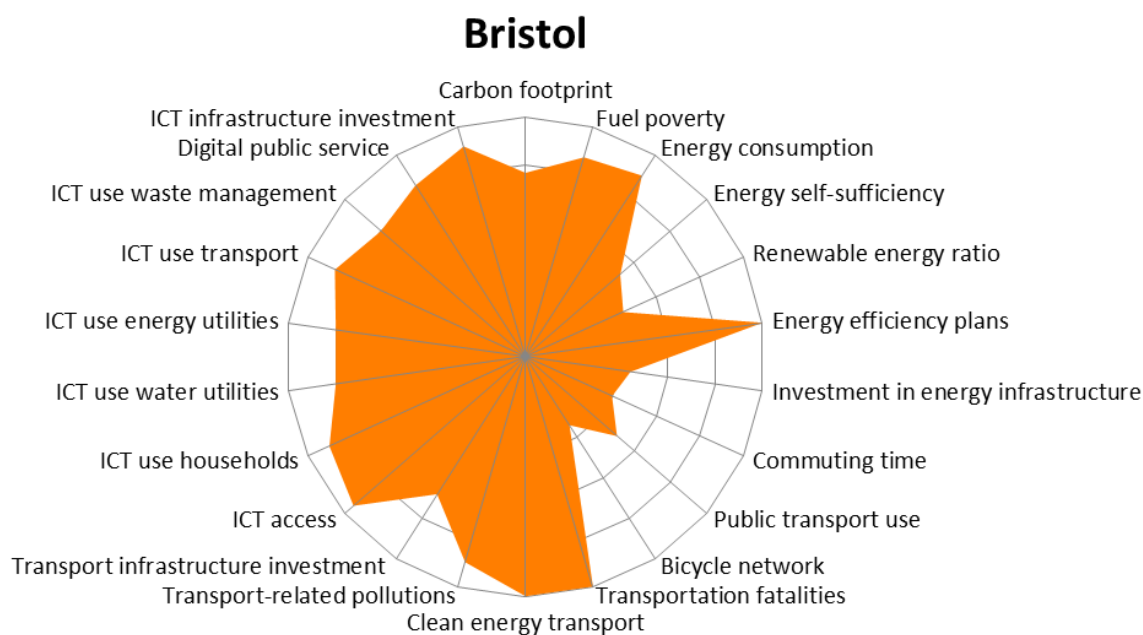 Bristol
Carbon footprint
ICT infrastructure investment
Fuel poverty
Digital public service
Energy consumption
ICT use waste management
Energy self-sufficiency
ICT use transport
Renewable energy ratio
ICT use energy utilities
Energy efficiency plans
ICT use water utilities
Investment in energy infrastructure
ICT use households
Commuting time
ICT access
Public transport use
Transport infrastructure investment
Bicycle network
Transport-related pollutions
Transportation fatalities
Clean energy transport